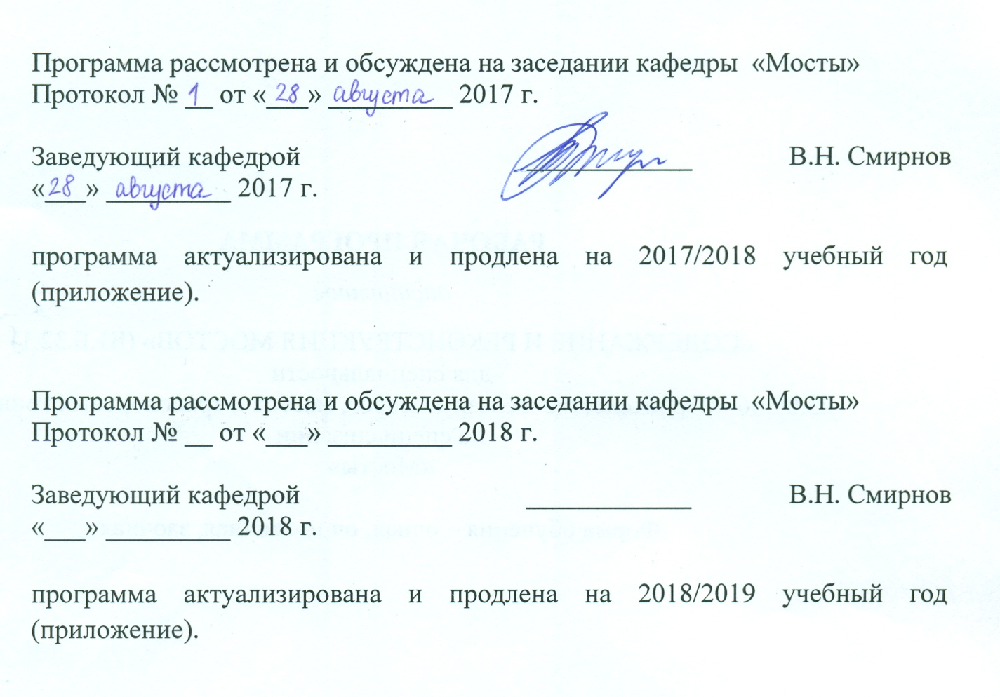 Программа рассмотрена и обсуждена на заседании кафедры «Мосты»
Протокол № 1 от «28» августа 2017 г.
Заведующий кафедрой ____________ В.Н. Смирнов
«28» августа 2017 г.
программа актуализирована и продлена на 2017/2018 учебный год
(приложение).
Программа рассмотрена и обсуждена на заседании кафедры «Мосты»
Протокол № __ от «___» _________ 2018 г.
Заведующий кафедрой ____________ В.Н. Смирнов
«___» _________ 2018 г.
программа актуализирована и продлена на 2018/2019 учебный год
(приложение).